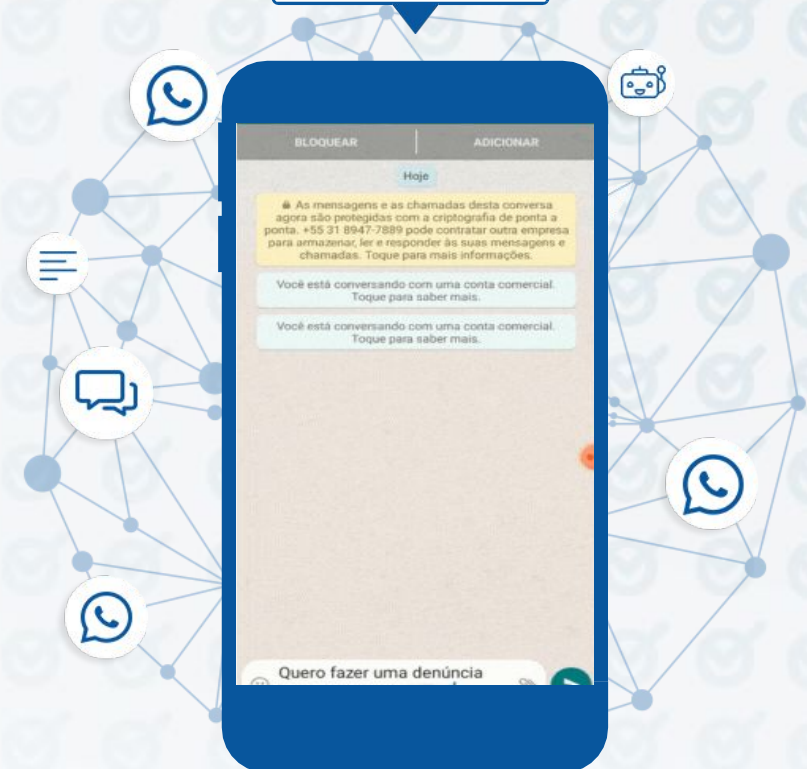 BLOQUEAR
ADICIONAR
Hoje
As mensagens e as chamadas desta conversa
agora são protegidas com a criptografia de ponta a
ponta. +55 31 8947-7889 pode contratar outra empresa
para armazenar, ler e responder às suas mensagens e
chamadas. Toque para mais informações.
Você está conversando com uma conta comercial.
Toque para saber mais.
Você está conversando com uma conta comercial.
Toque para saber mais.
Quero fazer uma denúncia